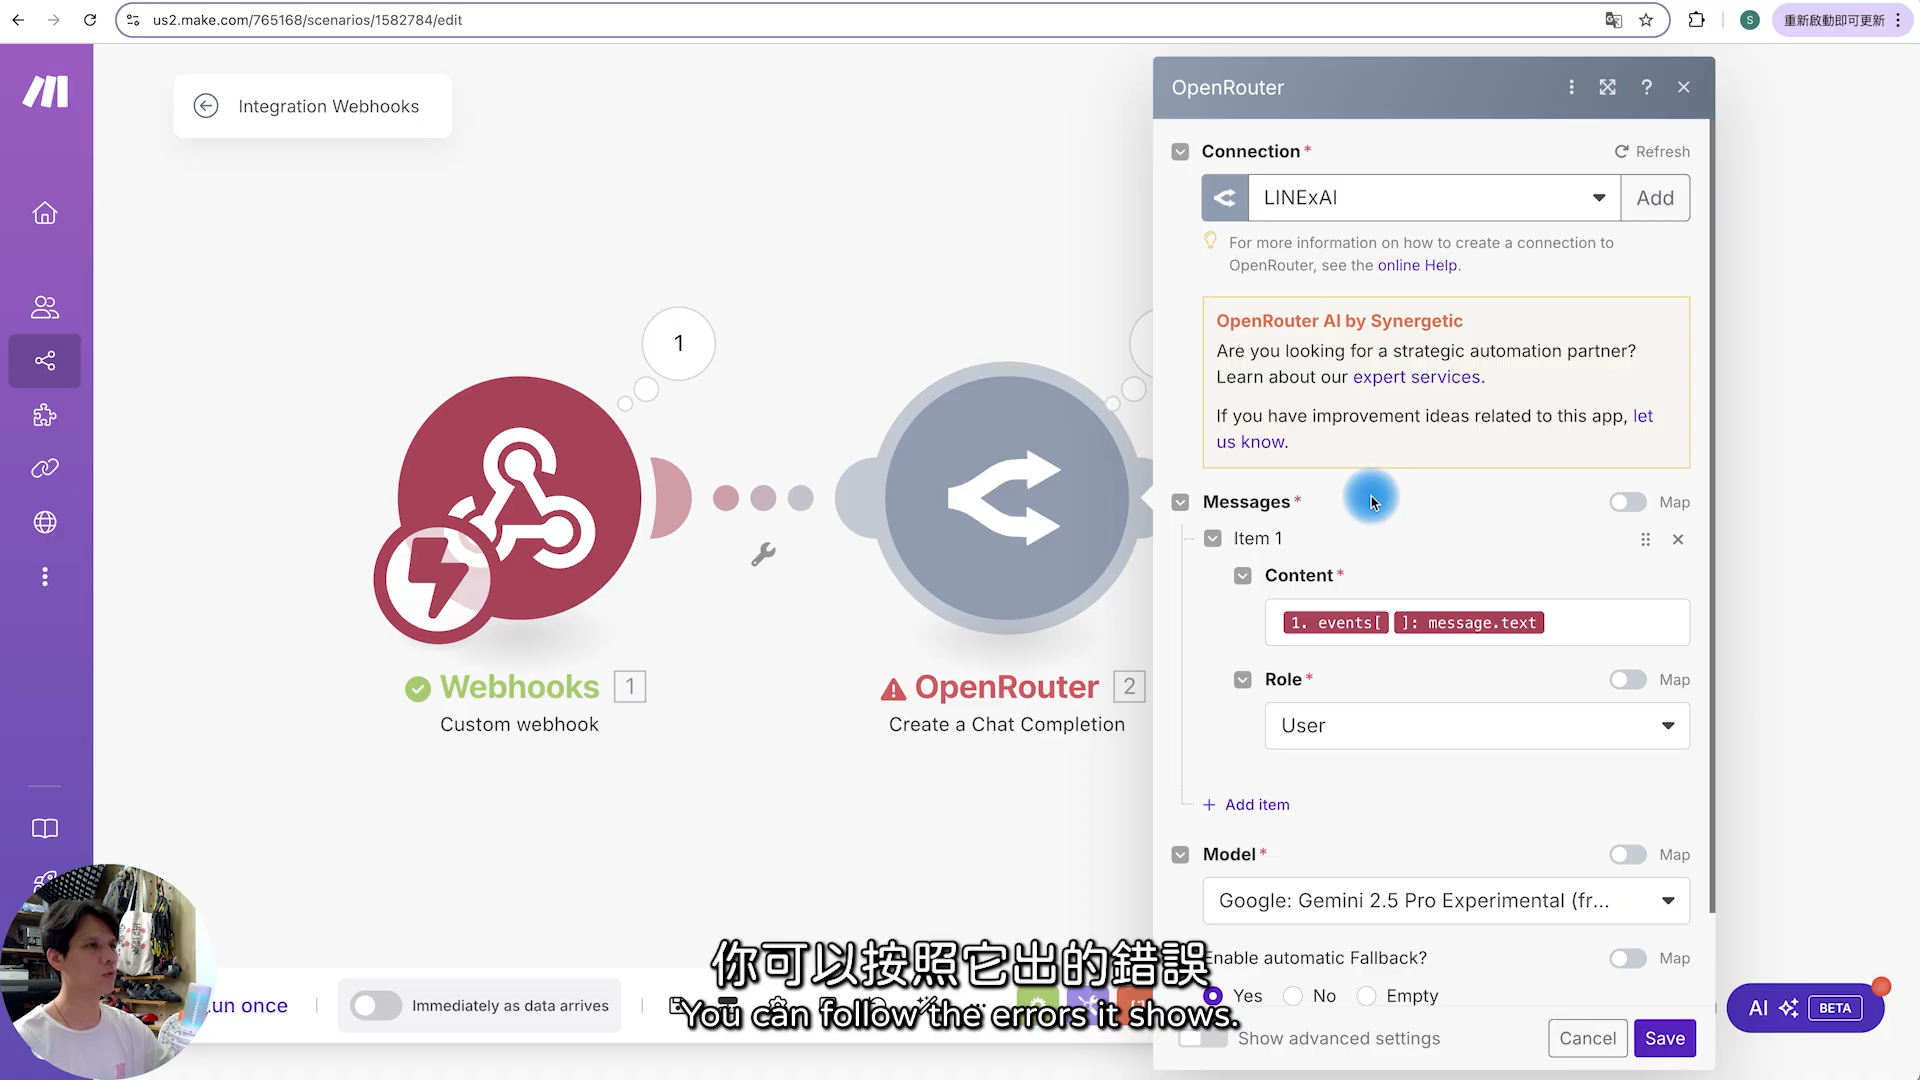 us2.make.com/765168/scenarios/1582784/edit
S
重新啟動即可更新
Integration Webhooks
OpenRouter
?
Connection *
Refresh
LINExAI
Add
For more information on how to create a connection to
OpenRouter, see the online Help.
OpenRouter AI by Synergetic
Are you looking for a strategic automation partner?
Learn about our expert services.
If you have improvement ideas related to this app, let
us know.
1
Messages *
Map
Item 1
Content *
1. events[ ]: message.text
Role *
Map
User
Webhooks 1
Custom webhook
OpenRouter 2
Create a Chat Completion
+ Add item
Model *
Map
Google: Gemini 2.5 Pro Experimental (fr...
Enable automatic Fallback?
Map
Yes
No
Empty
你可以按照它出的錯誤
You can follow the errors it shows.
un once
Immediately as data arrives
Show advanced settings
Cancel
Save
AI
BETA